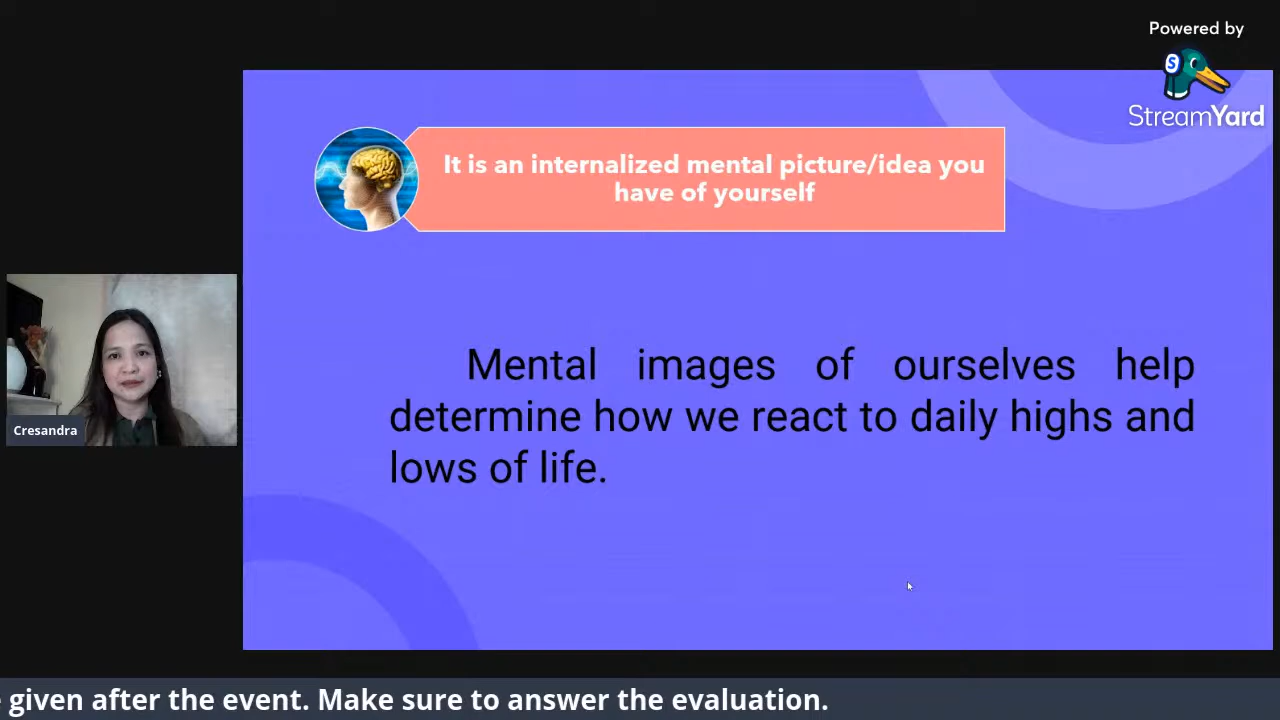 Powered by
S
StreamYard
It is an internalized mental picture/idea you
have of yourself
Mental images of ourselves help
determine how we react to daily highs and
lows of life.
Cresandra
given after the event. Make sure to answer the evaluation.